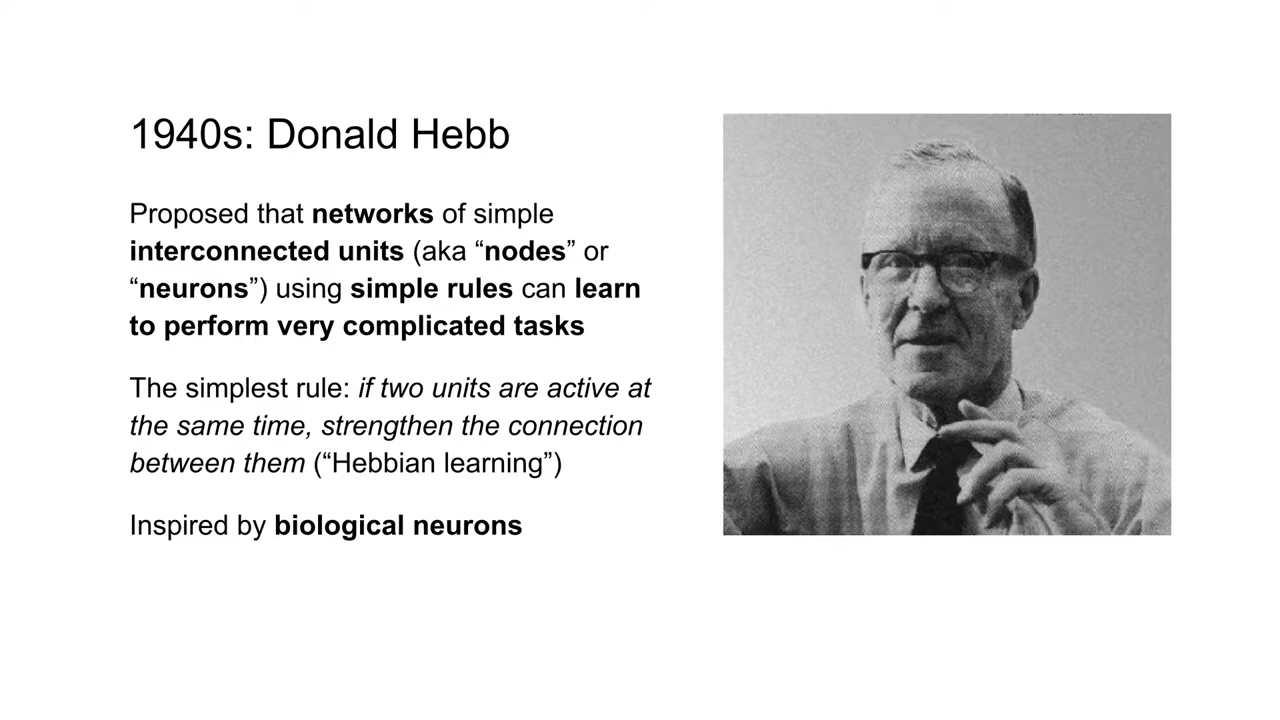 1940s: Donald Hebb
Proposed that networks of simple
interconnected units (aka “nodes” or
“neurons”) using simple rules can learn
to perform very complicated tasks
The simplest rule: if two units are active at
the same time, strengthen the connection
between them (“Hebbian learning”)
Inspired by biological neurons